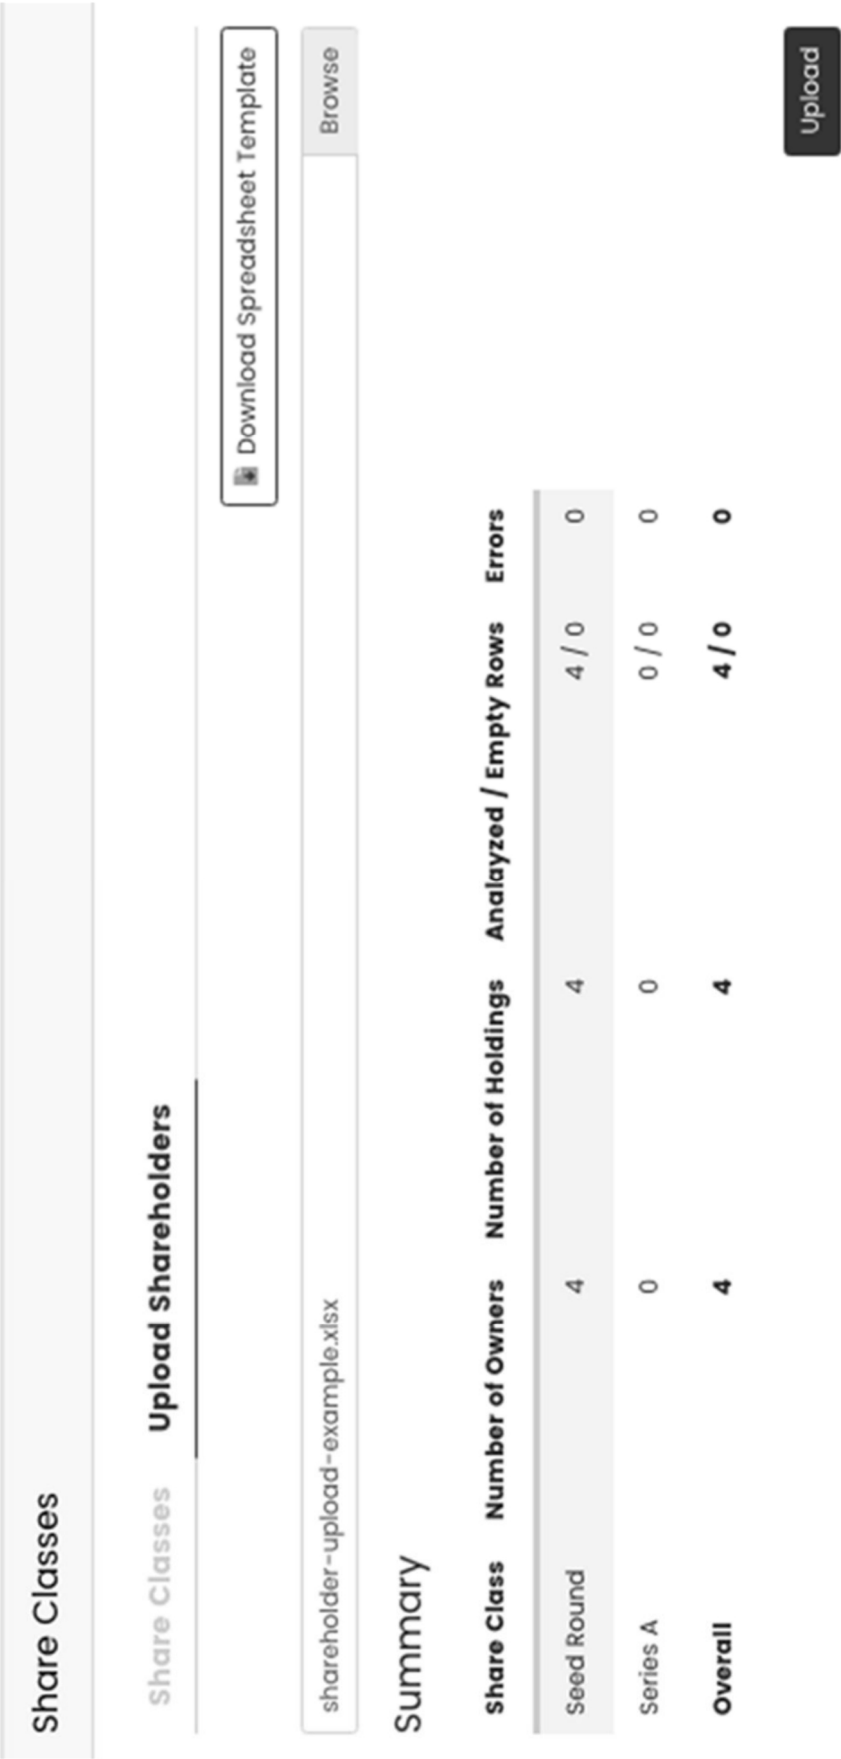 Share Classes
Share Classes Upload Shareholders
Download Spreadsheet Template
shareholder-upload-example.xlsx Browse
Summary
Share Class Number of Owners Number of Holdings Analayzed / Empty Rows Errors
Seed Round 4 4 4 / 0 0
Series A 0 0 0 / 0 0
Overall 4 4 4 / 0 0
Upload